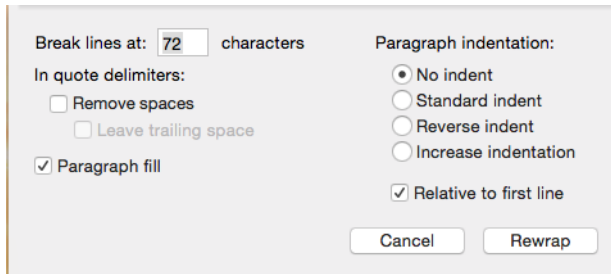 Break lines at: 72 characters
In quote delimiters:
Remove spaces
Leave trailing space
Paragraph fill
Paragraph indentation:
No indent
Standard indent
Reverse indent
Increase indentation
Relative to first line
Cancel Rewrap